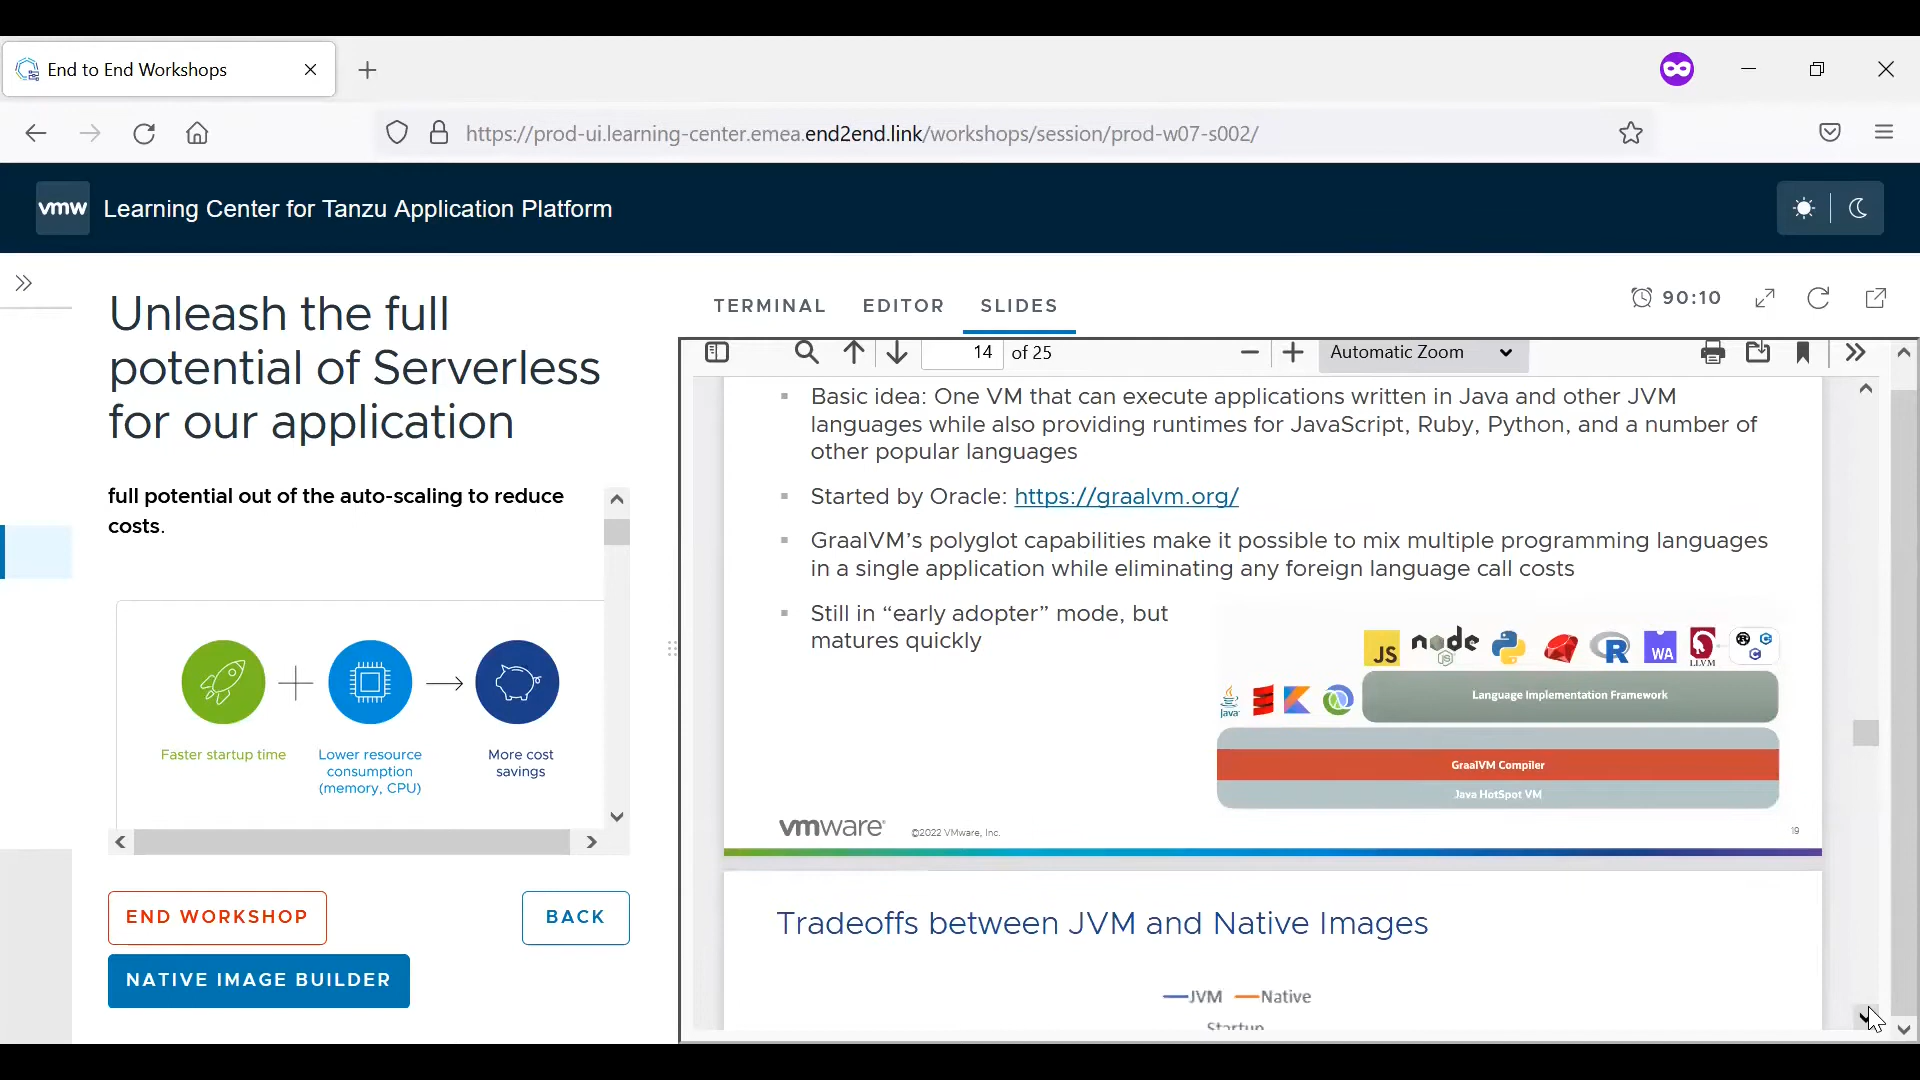 End to End Workshops
https://prod-ui.learning-center.emea.end2end.link/workshops/session/prod-w07-s002/
vmw Learning Center for Tanzu Application Platform
Unleash the full
potential of Serverless
for our application
full potential out of the auto-scaling to reduce
costs.
Faster startup time
Lower resource
consumption
(memory, CPU)
More cost
savings
END WORKSHOP
BACK
NATIVE IMAGE BUILDER
TERMINAL EDITOR SLIDES
90:10
14 of 25
Automatic Zoom
Basic idea: One VM that can execute applications written in Java and other JVM
languages while also providing runtimes for JavaScript, Ruby, Python, and a number of
other popular languages
Started by Oracle: https://graalvm.org/
GraalVM’s polyglot capabilities make it possible to mix multiple programming languages
in a single application while eliminating any foreign language call costs
Still in “early adopter” mode, but
matures quickly
JS
node
JS
R
WA
LLVM
Java
Language Implementation Framework
GraalVM Compiler
Java HotSpot VM
vmware
©2022 VMware, Inc.
19
Tradeoffs between JVM and Native Images
JVM Native
Startup